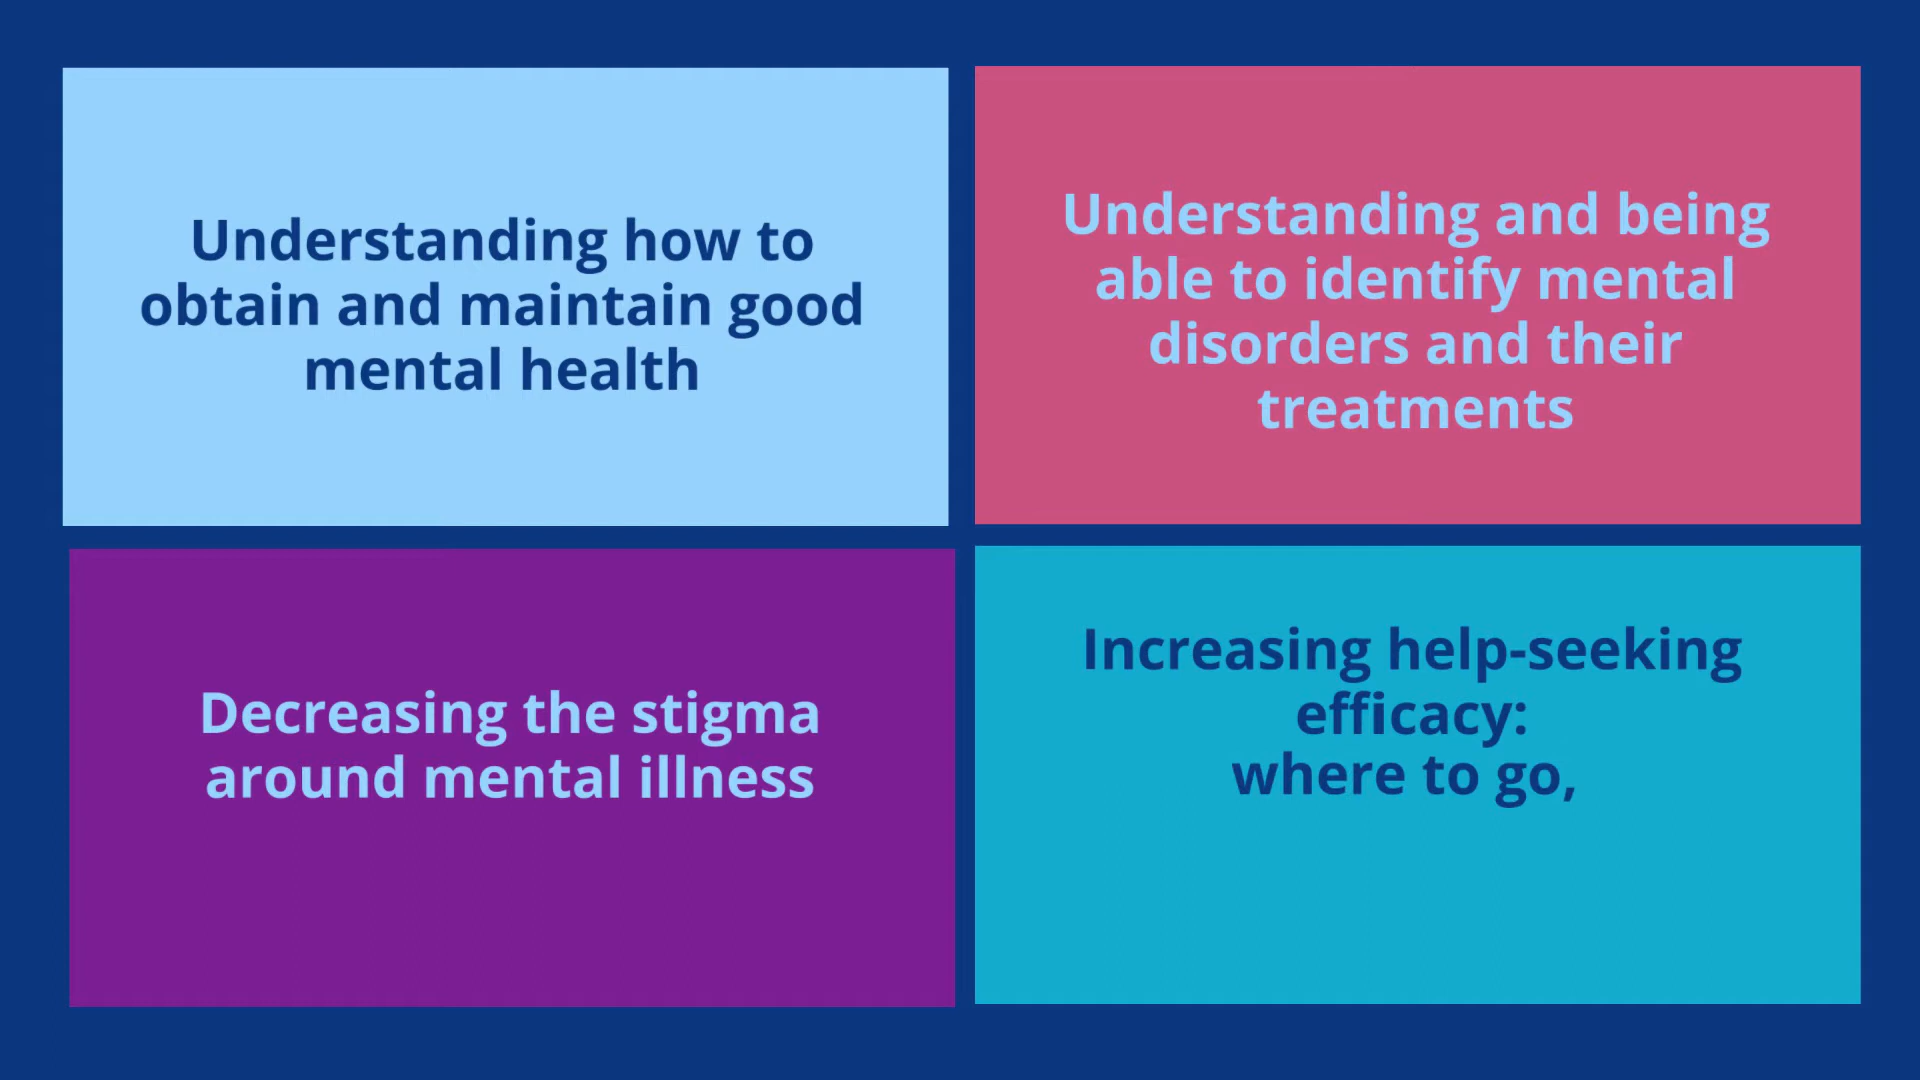 Understanding how to
obtain and maintain good
mental health
Understanding and being
able to identify mental
disorders and their
treatments
Decreasing the stigma
around mental illness
Increasing help-seeking
efficacy:
where to go,